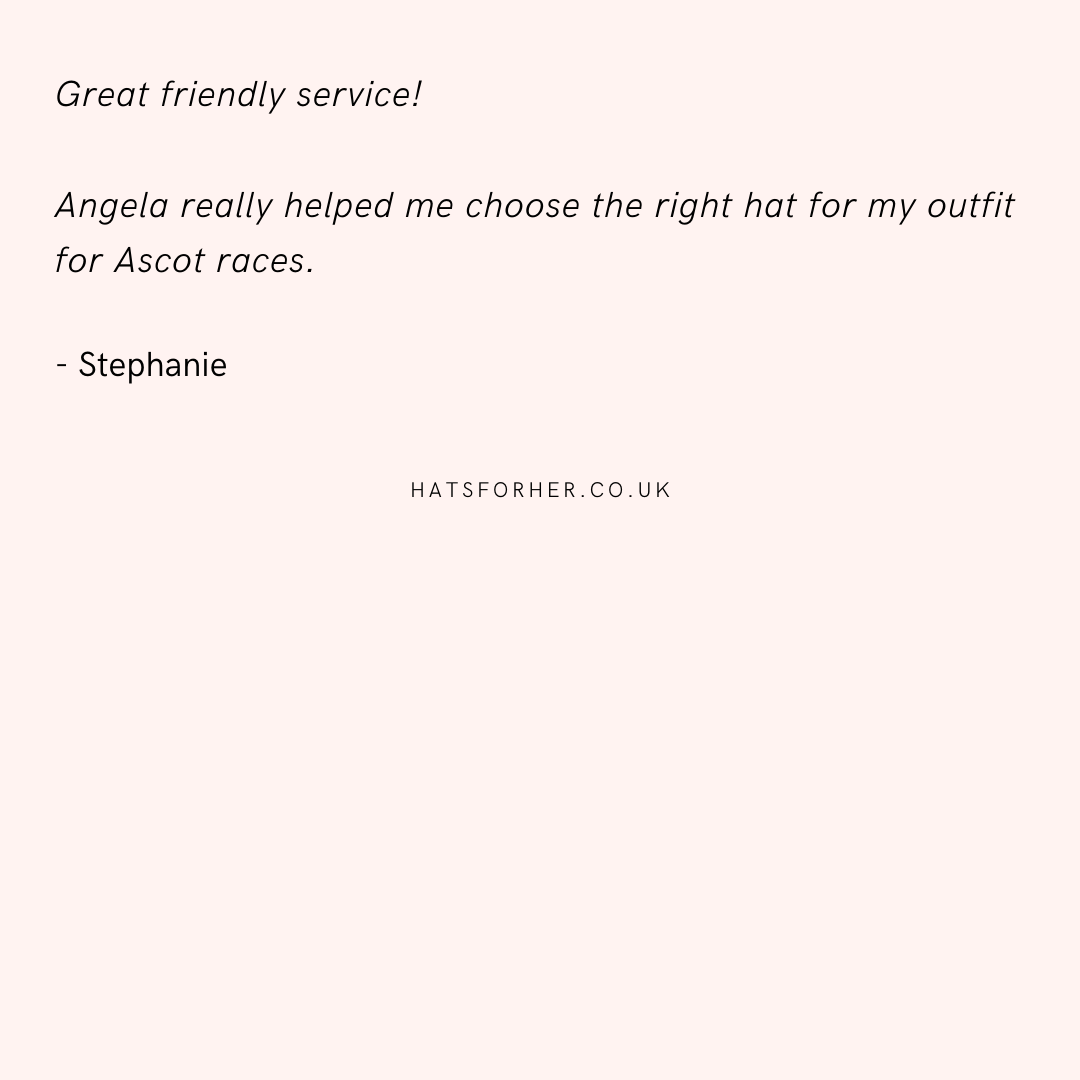 Great friendly service!
Angela really helped me choose the right hat for my outfit
for Ascot races.
- Stephanie
HATSFORHER.CO.UK